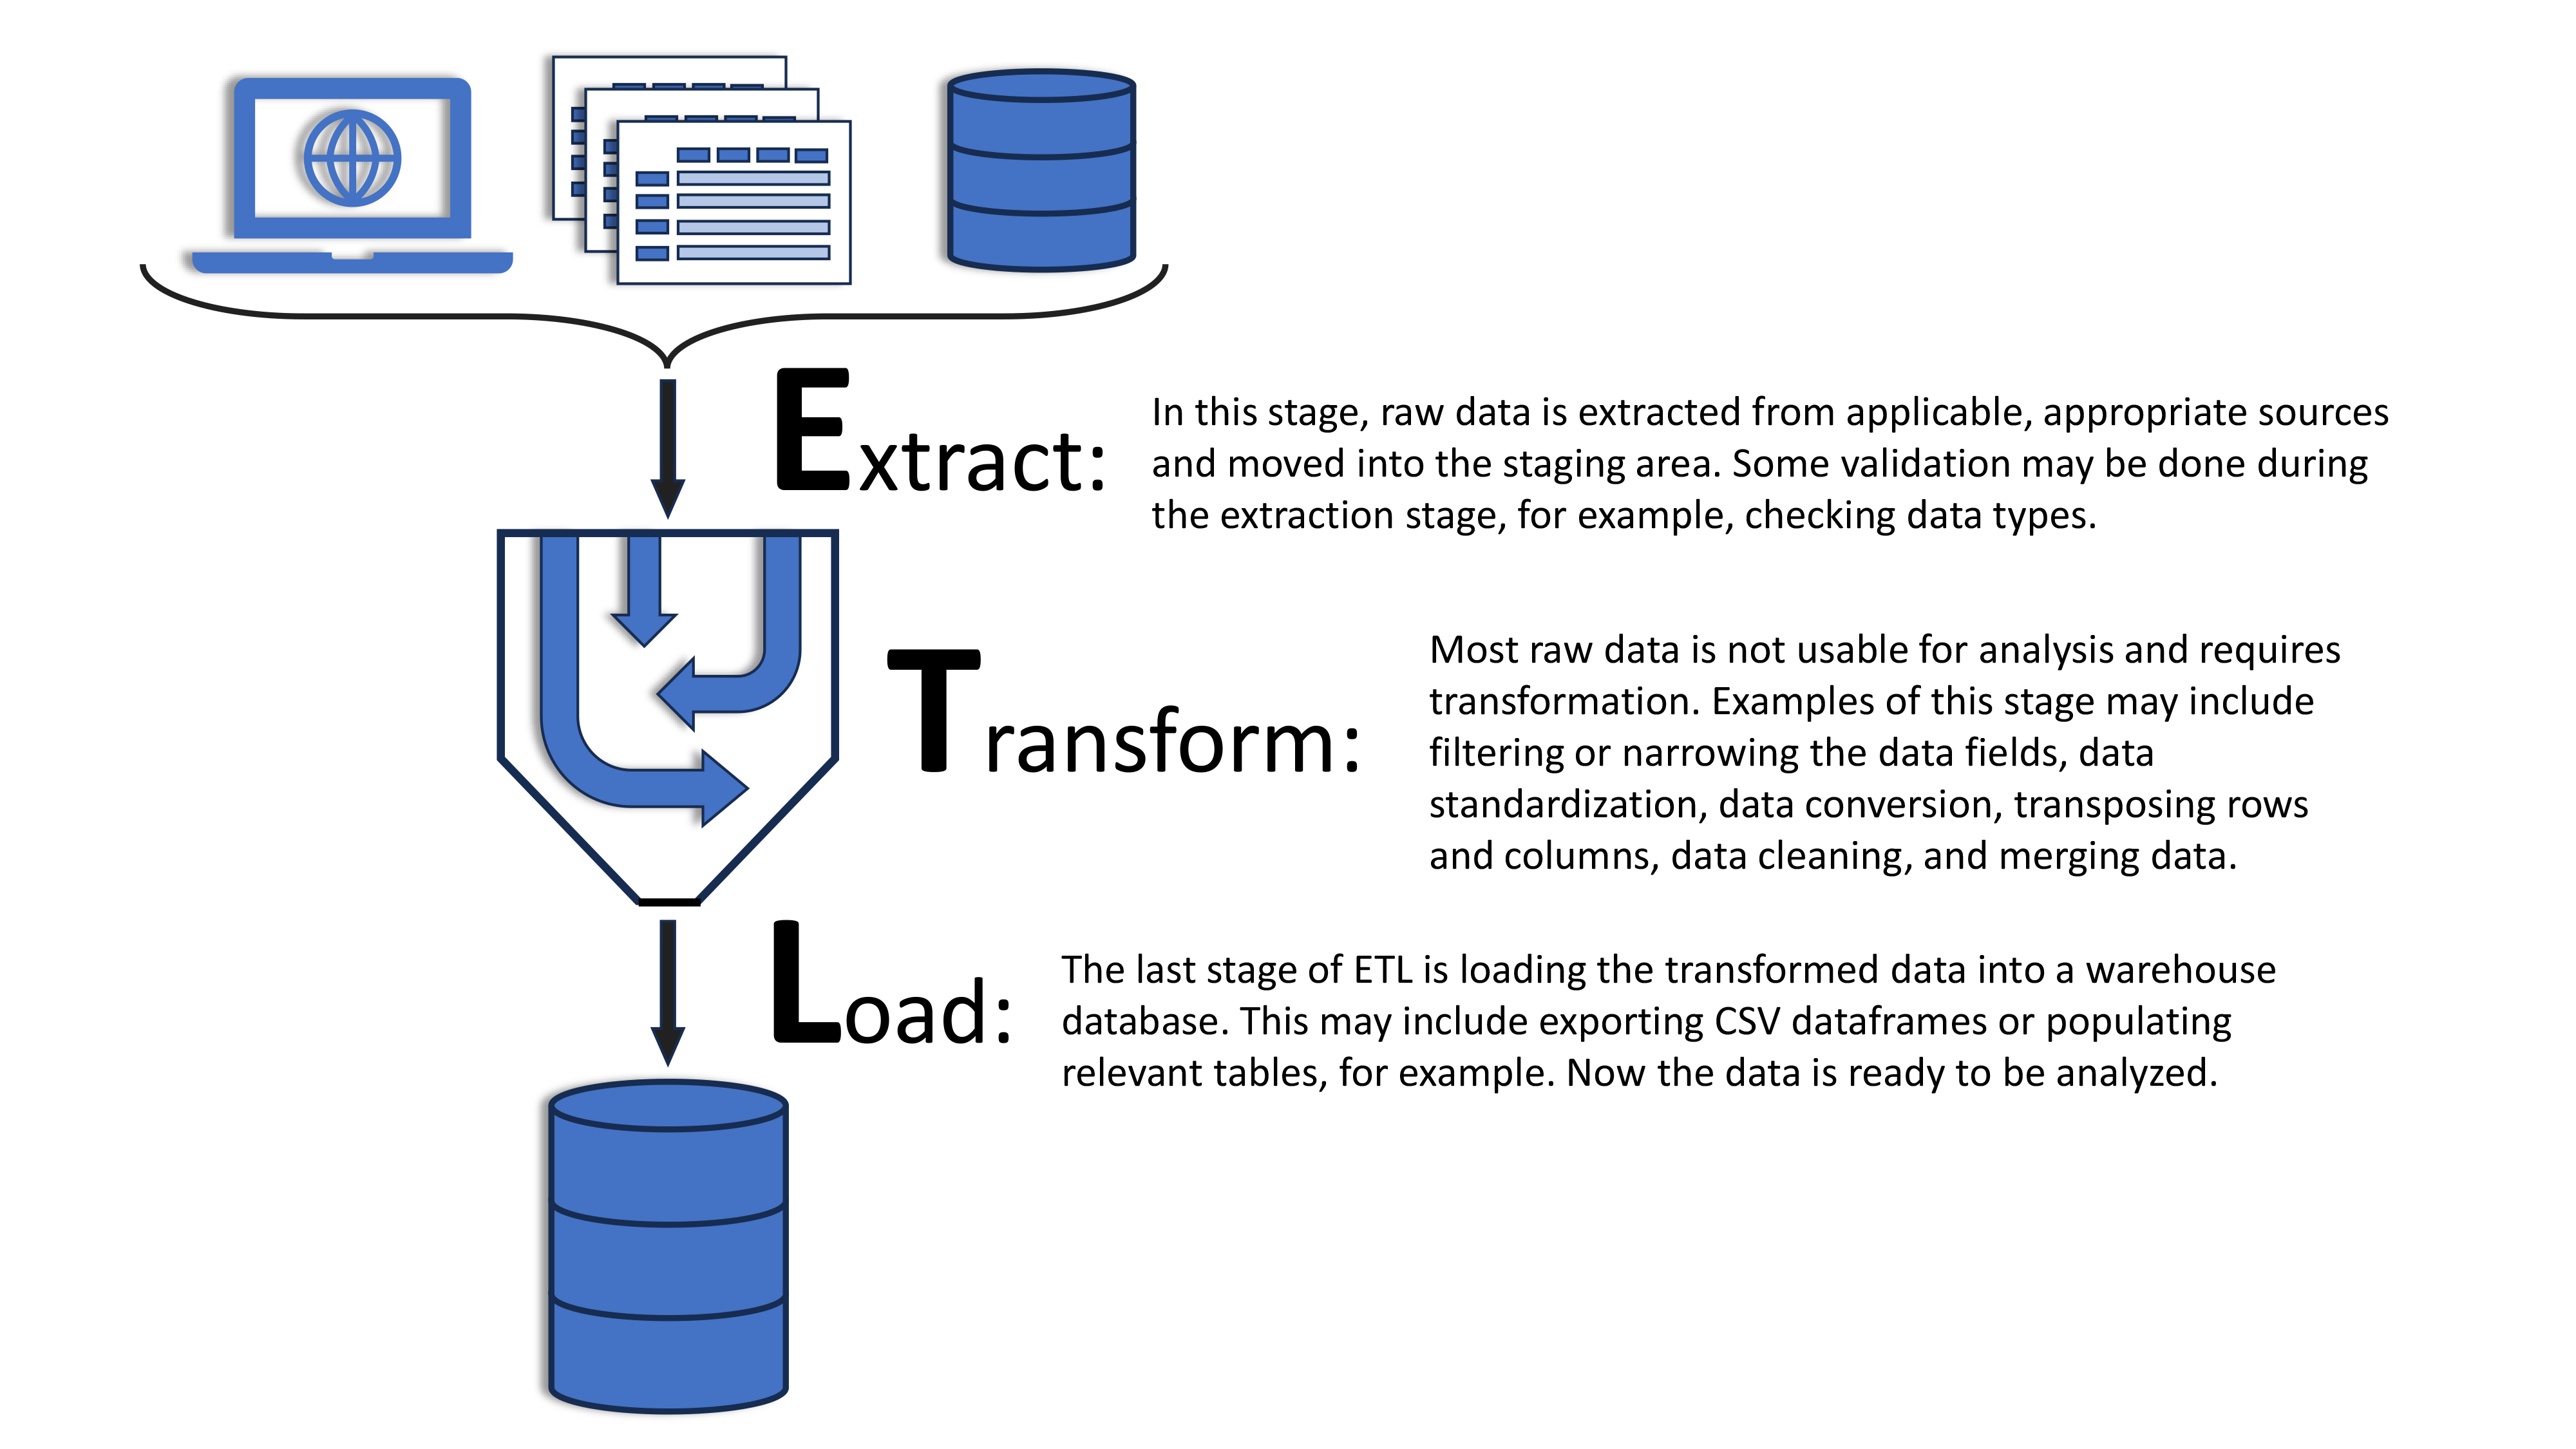 Extract:
In this stage, raw data is extracted from applicable, appropriate sources
and moved into the staging area. Some validation may be done during
the extraction stage, for example, checking data types.
Transform:
Most raw data is not usable for analysis and requires
transformation. Examples of this stage may include
filtering or narrowing the data fields, data
standardization, data conversion, transposing rows
and columns, data cleaning, and merging data.
Load:
The last stage of ETL is loading the transformed data into a warehouse
database. This may include exporting CSV dataframes or populating
relevant tables, for example. Now the data is ready to be analyzed.